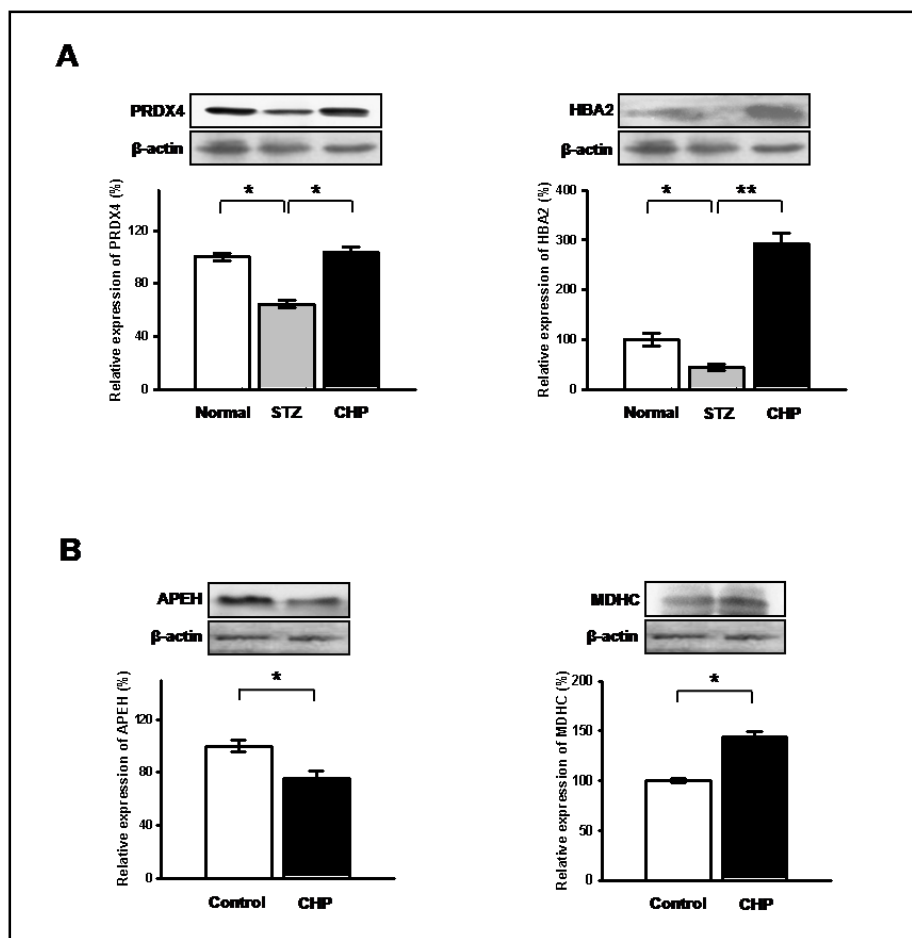 A
PRDX4
β-actin
* *
Relative expression of PRDX4 (%)
120
80
40
0
Normal STZ CHP
HBA2
β-actin
* **
Relative expression of HBA2 (%)
400
300
200
100
0
Normal STZ CHP
B
APEH
β-actin
*
Relative expression of APEH (%)
120
80
40
0
Control CHP
MDHC
β-actin
*
Relative expression of MDHC (%)
200
150
100
50
0
Control CHP